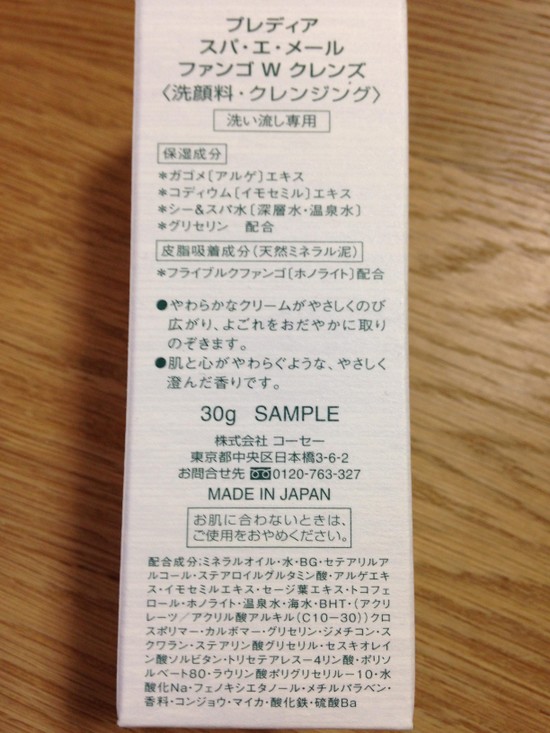 プレディア
スパ・エ・メール
ファンゴ W クレンズ
〈洗顔料・クレンジング〉
洗い流し専用
保湿成分
*ガゴメ〔アルゲ〕エキス
*コディウム〔イモセミル〕エキス
*シー&スパ水〔深層水・温泉水〕
*グリセリン 配合
皮脂吸着成分(天然ミネラル泥)
*フライブルクファンゴ〔ホノライト〕配合
●やわらかなクリームがやさしくのび
広がり、よごれをおだやかに取り
のぞきます。
●肌と心がやわらぐような、やさしく
澄んだ香りです。
30g SAMPLE
株式会社 コーセー
東京都中央区日本橋3-6-2
お問合せ先 0120-763-327
MADE IN JAPAN
お肌に合わないときは、
ご使用をおやめください。
配合成分:ミネラルオイル・水・BG・セテアリルア
ルコール・ステアロイルグルタミン酸・アルゲエキ
ス・イモセミルエキス・セージ葉エキス・トコフェ
ロール・ホノライト・温泉水・海水・BHT・(アクリ
レーツ/アクリル酸アルキル(C10-30))クロ
スポリマー・カルボマー・グリセリン・ジメチコン・ス
クワラン・ステアリン酸グリセリル・セスキオレイ
ン酸ソルビタン・トリセテアレス-4リン酸・ポリソ
ルベート80・ラウリン酸ポリグリセリル-10・水
酸化Na・フェノキシエタノール・メチルパラベン・
香料・コンジョウ・マイカ・酸化鉄・硫酸Ba